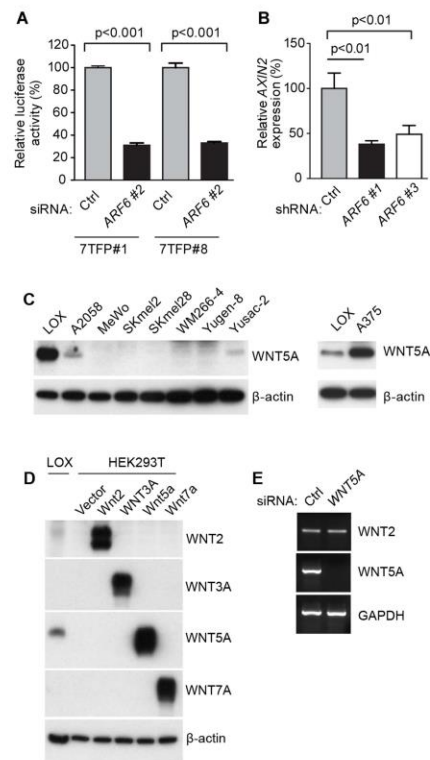 A
p<0.001 p<0.001
Relative luciferase
activity (%)
120
100
80
60
40
20
0
siRNA: Ctrl ARF6 #2 Ctrl ARF6 #2
7TFP#1 7TFP#8
B
p<0.01
p<0.01
Relative AXIN2
expression (%)
150
100
50
0
shRNA: Ctrl ARF6 #1 ARF6 #3
C
LOX A2058 MeWo SKmel2 SKmel28 WM266-4 Yugen-8 Yusac-2
WNT5A
β-actin
LOX A375
WNT5A
β-actin
D
LOX HEK293T
Vector Wnt2 WNT3A Wnt5a Wnt7a
WNT2
WNT3A
WNT5A
WNT7A
β-actin
E
siRNA: Ctrl WNT5A
WNT2
WNT5A
GAPDH